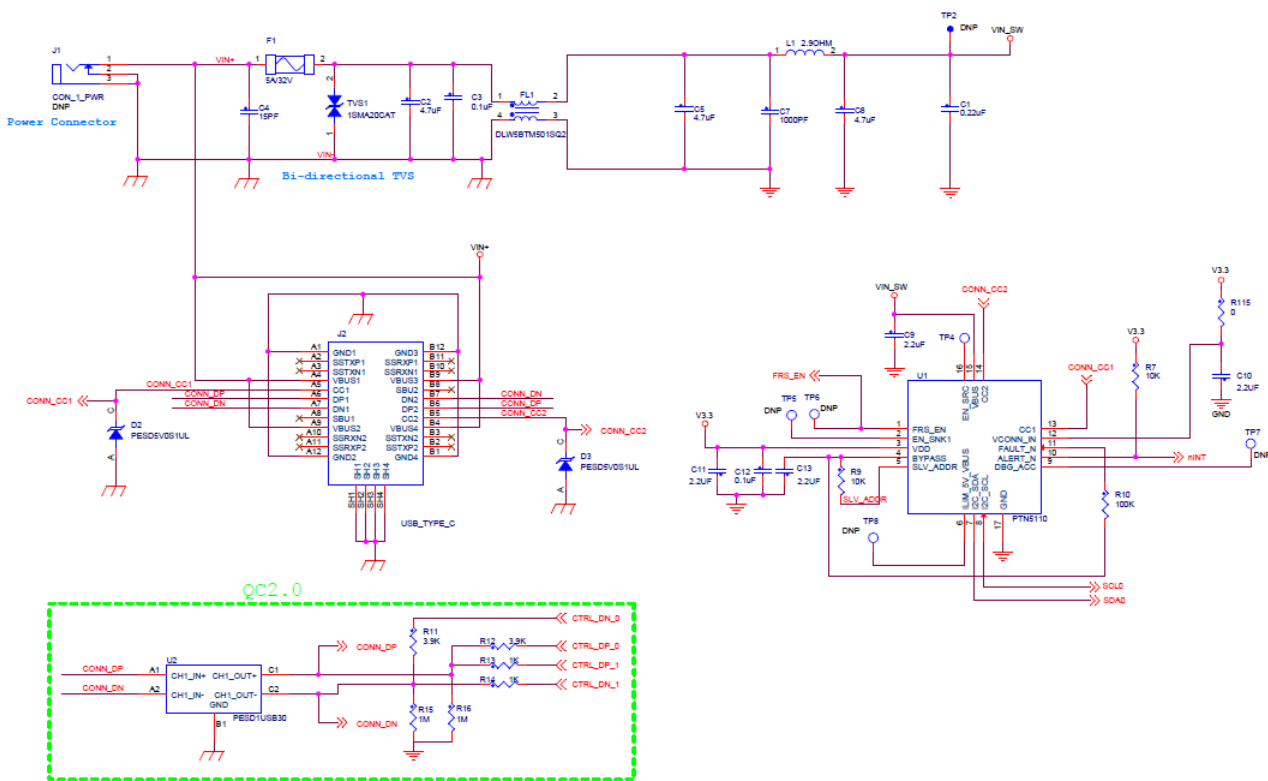 J1
1
2
3
CON_1_PWR
DNP
Power Connector
VIN+
F1
1
2
5A/32V
C4
15PF
2
TVS1
1SMA20CAT
1
VIN-
Bi-directional TVS
C2
4.7uF
C3
0.1uF
FL1
1
2
4
3
DLW5BTM501SQ2
C5
4.7uF
C7
1000PF
L1 2.9OHM
1
2
C8
4.7uF
C1
0.22uF
TP2
DNP
VIN_SW
VIN+
J2
A1 GND1 GND3 B12
A2 SSTXP1 SSRXP1 B11
A3 SSTXN1 SSRXN1 B10
A4 VBUS1 VBUS3 B9
A5 CC1 SBU2 B8
A6 DP1 DN2 B7
A7 DN1 DP2 B6
A8 SBU1 CC2 B5
A9 VBUS2 VBUS4 B4
A10 SSRXN2 SSTXN2 B3
A11 SSRXP2 SSTXP2 B2
A12 GND2 GND4 B1
SH1 SH2 SH3 SH4
SH1 SH2 SH3 SH4
USB_TYPE_C
CONN_CC1
CONN_CC1
CONN_DP
CONN_DN
C
D2
PESD5V0S1UL
A
CONN_DN
CONN_DP
CONN_CC2
CONN_CC2
C
D3
PESD5V0S1UL
A
VIN_SW
C9
2.2uF
TP4
CONN_CC2
16 15 14
U1
EN_SRC
VBUS
CC2
FRS_EN
TP5
DNP
TP6
DNP
V3.3
1 FRS_EN
2 EN_SNK1
3 VDD
4 BYPASS
5 SLV_ADDR
CC1 13
VCONN_IN 12
FAULT_N 11
ALERT_N 10
DBG_ACC 9
ILIM_5V_VBUS
I2C_SDA
I2C_SCL
GND
6 7 8 17
PTN5110
C11
2.2UF
C12
0.1uF
C13
2.2UF
R9
10K
SLV_ADDR
TP8
DNP
CONN_CC1
V3.3
R7
10K
V3.3
R115
0
C10
2.2UF
GND
TP7
DNP
nINT
R10
100K
SCL0
SDA0
QC2.0
U2
CONN_DP
A1
CH1_IN+ CH1_OUT+
C1
CONN_DN
A2
CH1_IN- CH1_OUT-
C2
GND
B1
PESD1USB30
CONN_DP
CONN_DN
R11
3.9K
R12 3.9K
R13 1K
R14 1K
R15
1M
R16
1M
CTRL_DN_0
CTRL_DP_0
CTRL_DP_1
CTRL_DN_1